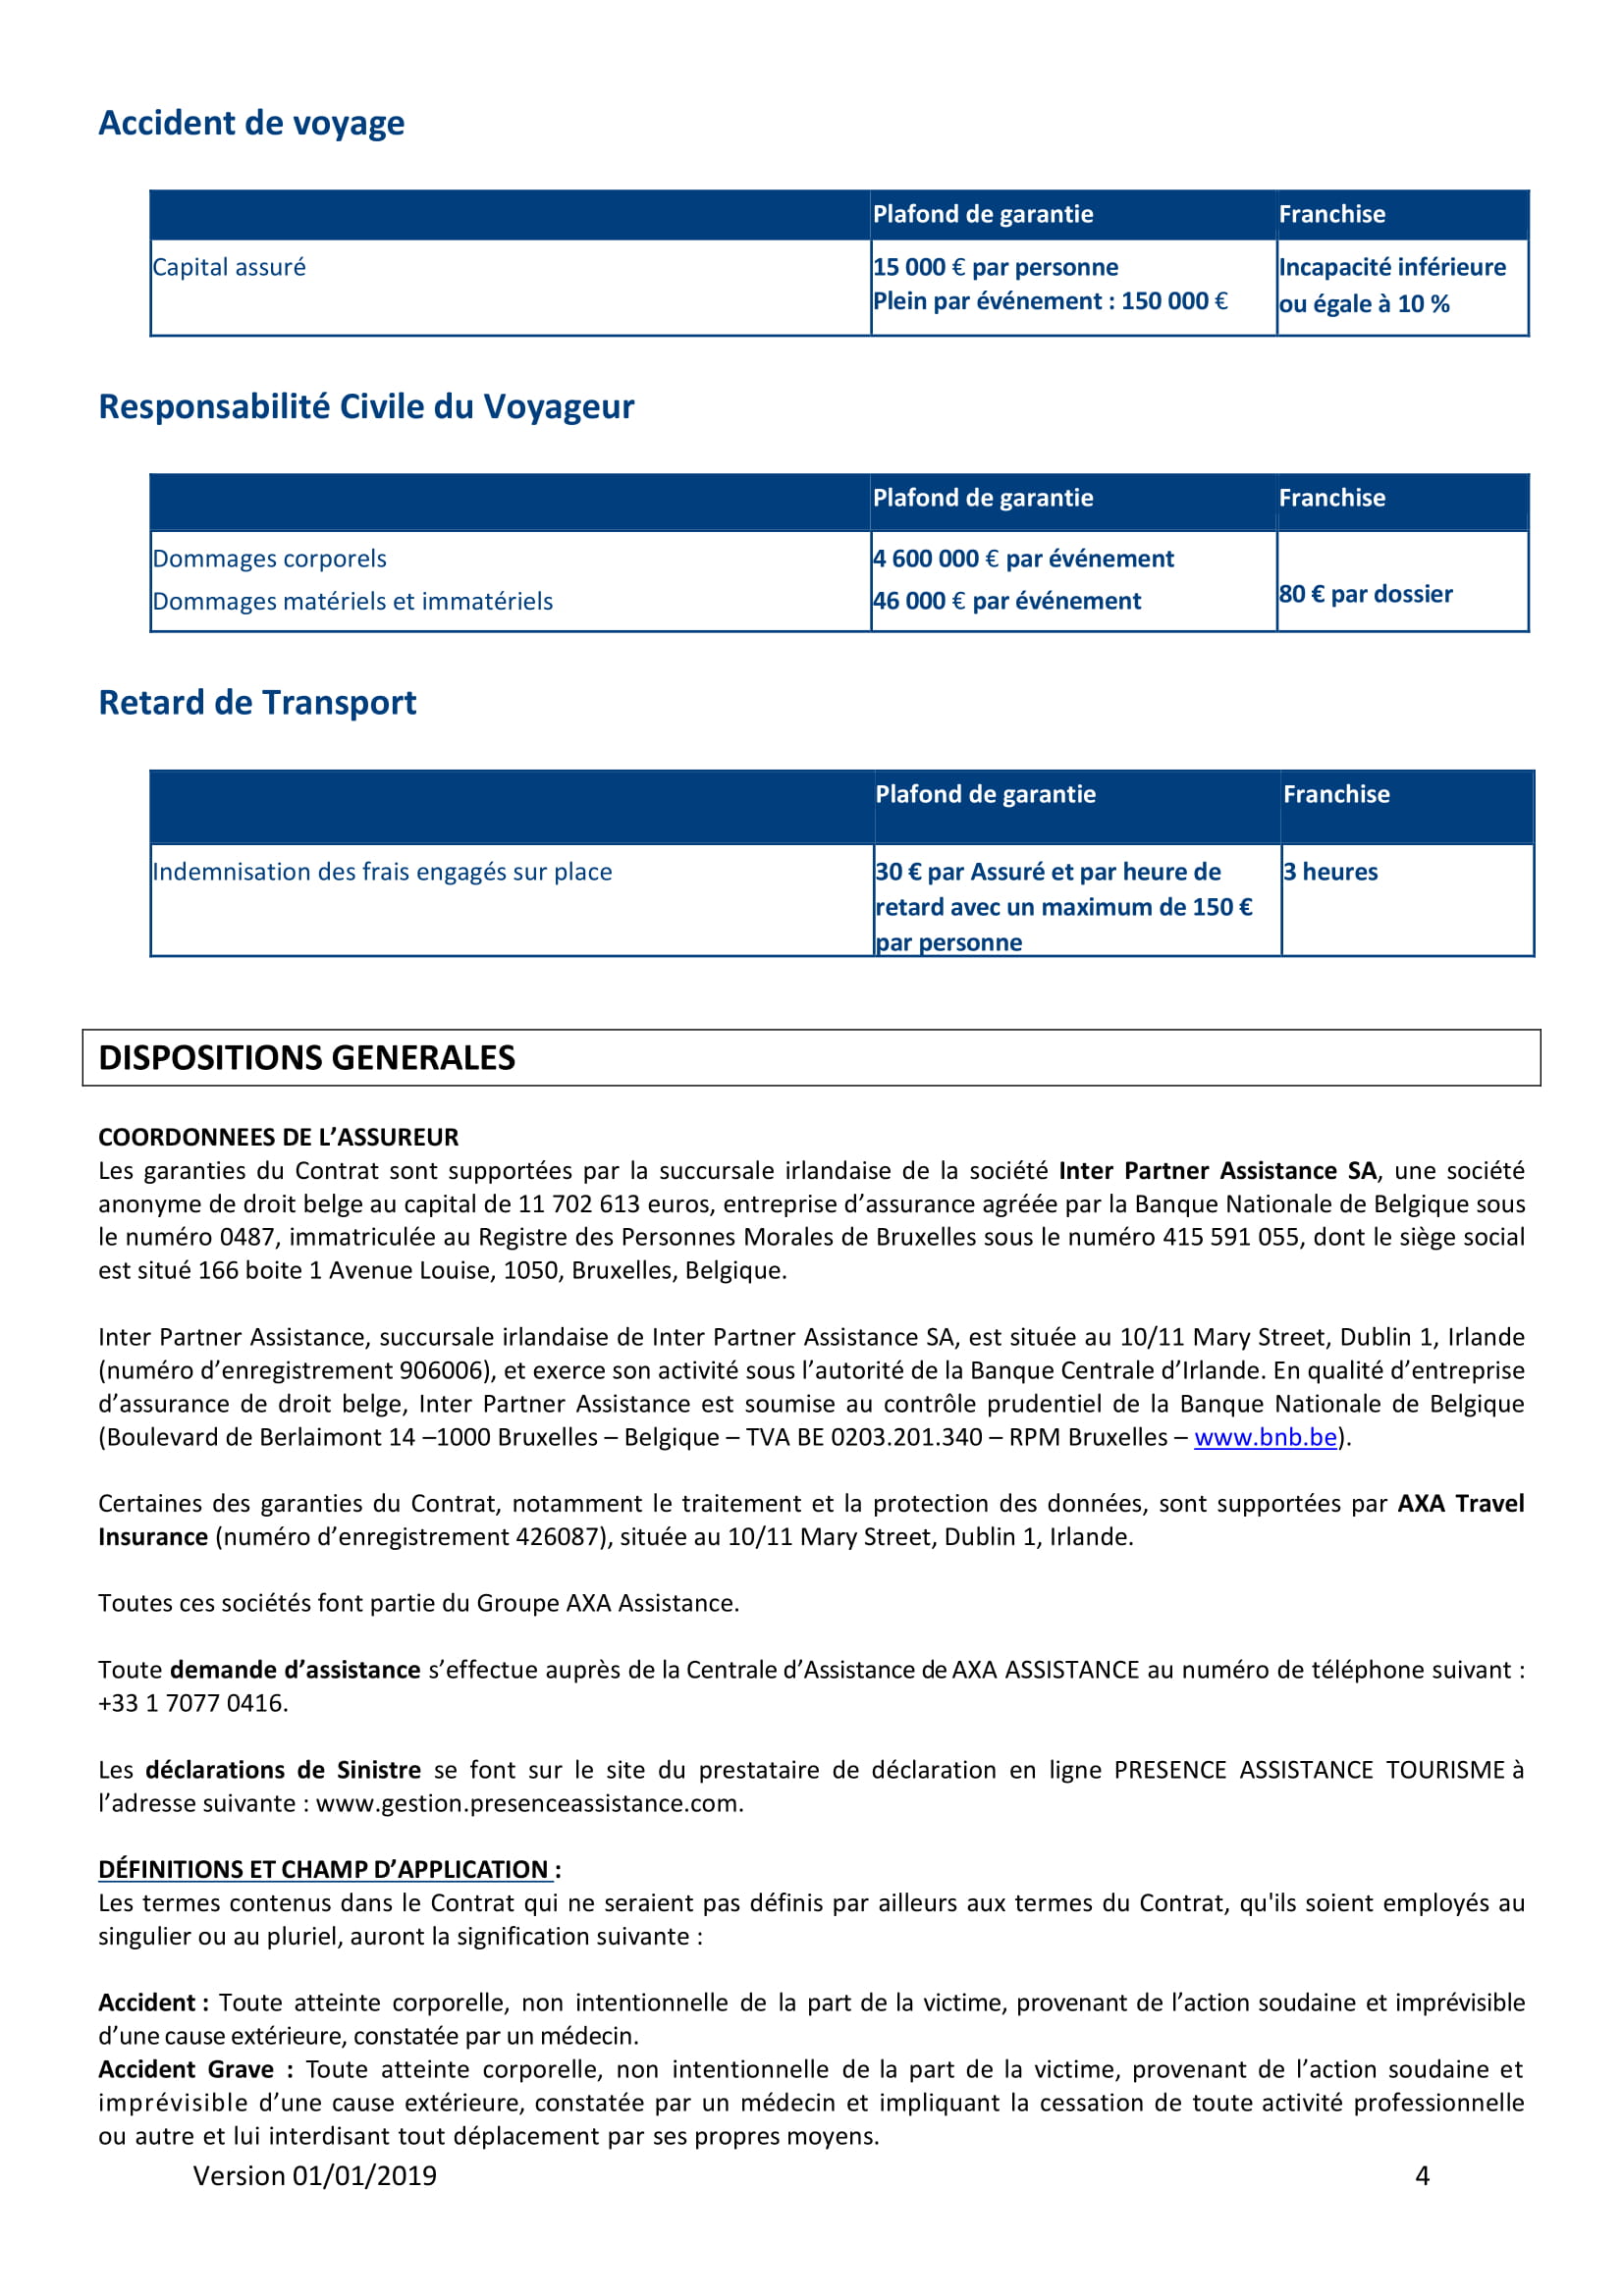 Accident de voyage
Plafond de garantie Franchise
Capital assuré 15 000 € par personne Incapacité inférieure
Plein par événement : 150 000 € ou égale à 10 %
Responsabilité Civile du Voyageur
Plafond de garantie Franchise
Dommages corporels 4 600 000 € par événement
Dommages matériels et immatériels 46 000 € par événement 80 € par dossier
Retard de Transport
Plafond de garantie Franchise
Indemnisation des frais engagés sur place 30 € par Assuré et par heure de 3 heures
retard avec un maximum de 150 €
par personne
DISPOSITIONS GENERALES
COORDONNEES DE L’ASSUREUR
Les garanties du Contrat sont supportées par la succursale irlandaise de la société Inter Partner Assistance SA, une société
anonyme de droit belge au capital de 11 702 613 euros, entreprise d’assurance agréée par la Banque Nationale de Belgique sous
le numéro 0487, immatriculée au Registre des Personnes Morales de Bruxelles sous le numéro 415 591 055, dont le siège social
est situé 166 boite 1 Avenue Louise, 1050, Bruxelles, Belgique.
Inter Partner Assistance, succursale irlandaise de Inter Partner Assistance SA, est située au 10/11 Mary Street, Dublin 1, Irlande
(numéro d’enregistrement 906006), et exerce son activité sous l’autorité de la Banque Centrale d’Irlande. En qualité d’entreprise
d’assurance de droit belge, Inter Partner Assistance est soumise au contrôle prudentiel de la Banque Nationale de Belgique
(Boulevard de Berlaimont 14 –1000 Bruxelles – Belgique – TVA BE 0203.201.340 – RPM Bruxelles – www.bnb.be).
Certaines des garanties du Contrat, notamment le traitement et la protection des données, sont supportées par AXA Travel
Insurance (numéro d’enregistrement 426087), située au 10/11 Mary Street, Dublin 1, Irlande.
Toutes ces sociétés font partie du Groupe AXA Assistance.
Toute demande d’assistance s’effectue auprès de la Centrale d’Assistance de AXA ASSISTANCE au numéro de téléphone suivant :
+33 1 7077 0416.
Les déclarations de Sinistre se font sur le site du prestataire de déclaration en ligne PRESENCE ASSISTANCE TOURISME à
l’adresse suivante : www.gestion.presenceassistance.com.
DÉFINITIONS ET CHAMP D’APPLICATION :
Les termes contenus dans le Contrat qui ne seraient pas définis par ailleurs aux termes du Contrat, qu'ils soient employés au
singulier ou au pluriel, auront la signification suivante :
Accident : Toute atteinte corporelle, non intentionnelle de la part de la victime, provenant de l’action soudaine et imprévisible
d’une cause extérieure, constatée par un médecin.
Accident Grave : Toute atteinte corporelle, non intentionnelle de la part de la victime, provenant de l’action soudaine et
imprévisible d’une cause extérieure, constatée par un médecin et impliquant la cessation de toute activité professionnelle
ou autre et lui interdisant tout déplacement par ses propres moyens.
Version 01/01/2019 4